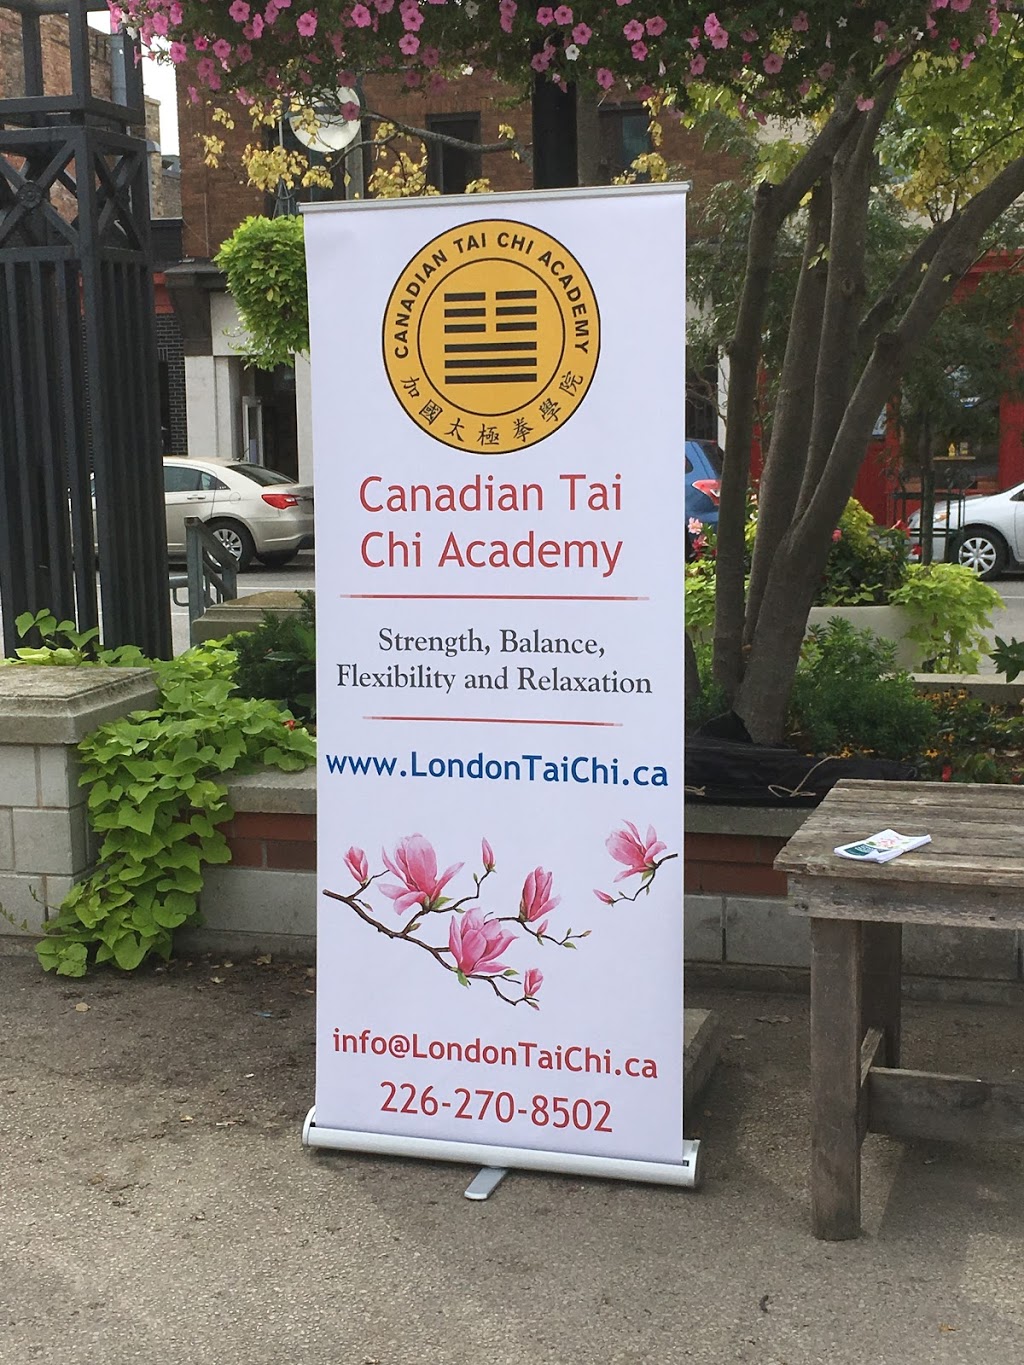 CANADIAN TAI CHI ACADEMY
加國太極拳學院
Canadian Tai
Chi Academy
Strength, Balance,
Flexibility and Relaxation
www.LondonTaiChi.ca
info@LondonTaiChi.ca
226-270-8502